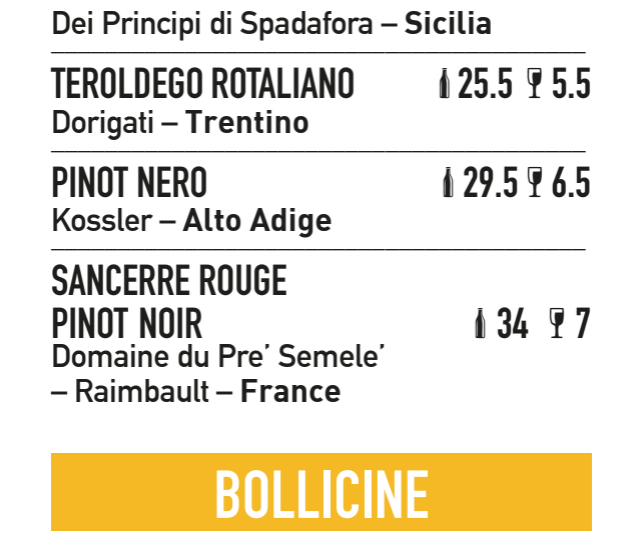 Dei Principi di Spadafora – Sicilia
TEROLDEGO ROTALIANO 25.5 5.5
Dorigati – Trentino
PINOT NERO 29.5 6.5
Kossler – Alto Adige
SANCERRE ROUGE
PINOT NOIR 34 7
Domaine du Pre’ Semele’
– Raimbault – France
BOLLICINE